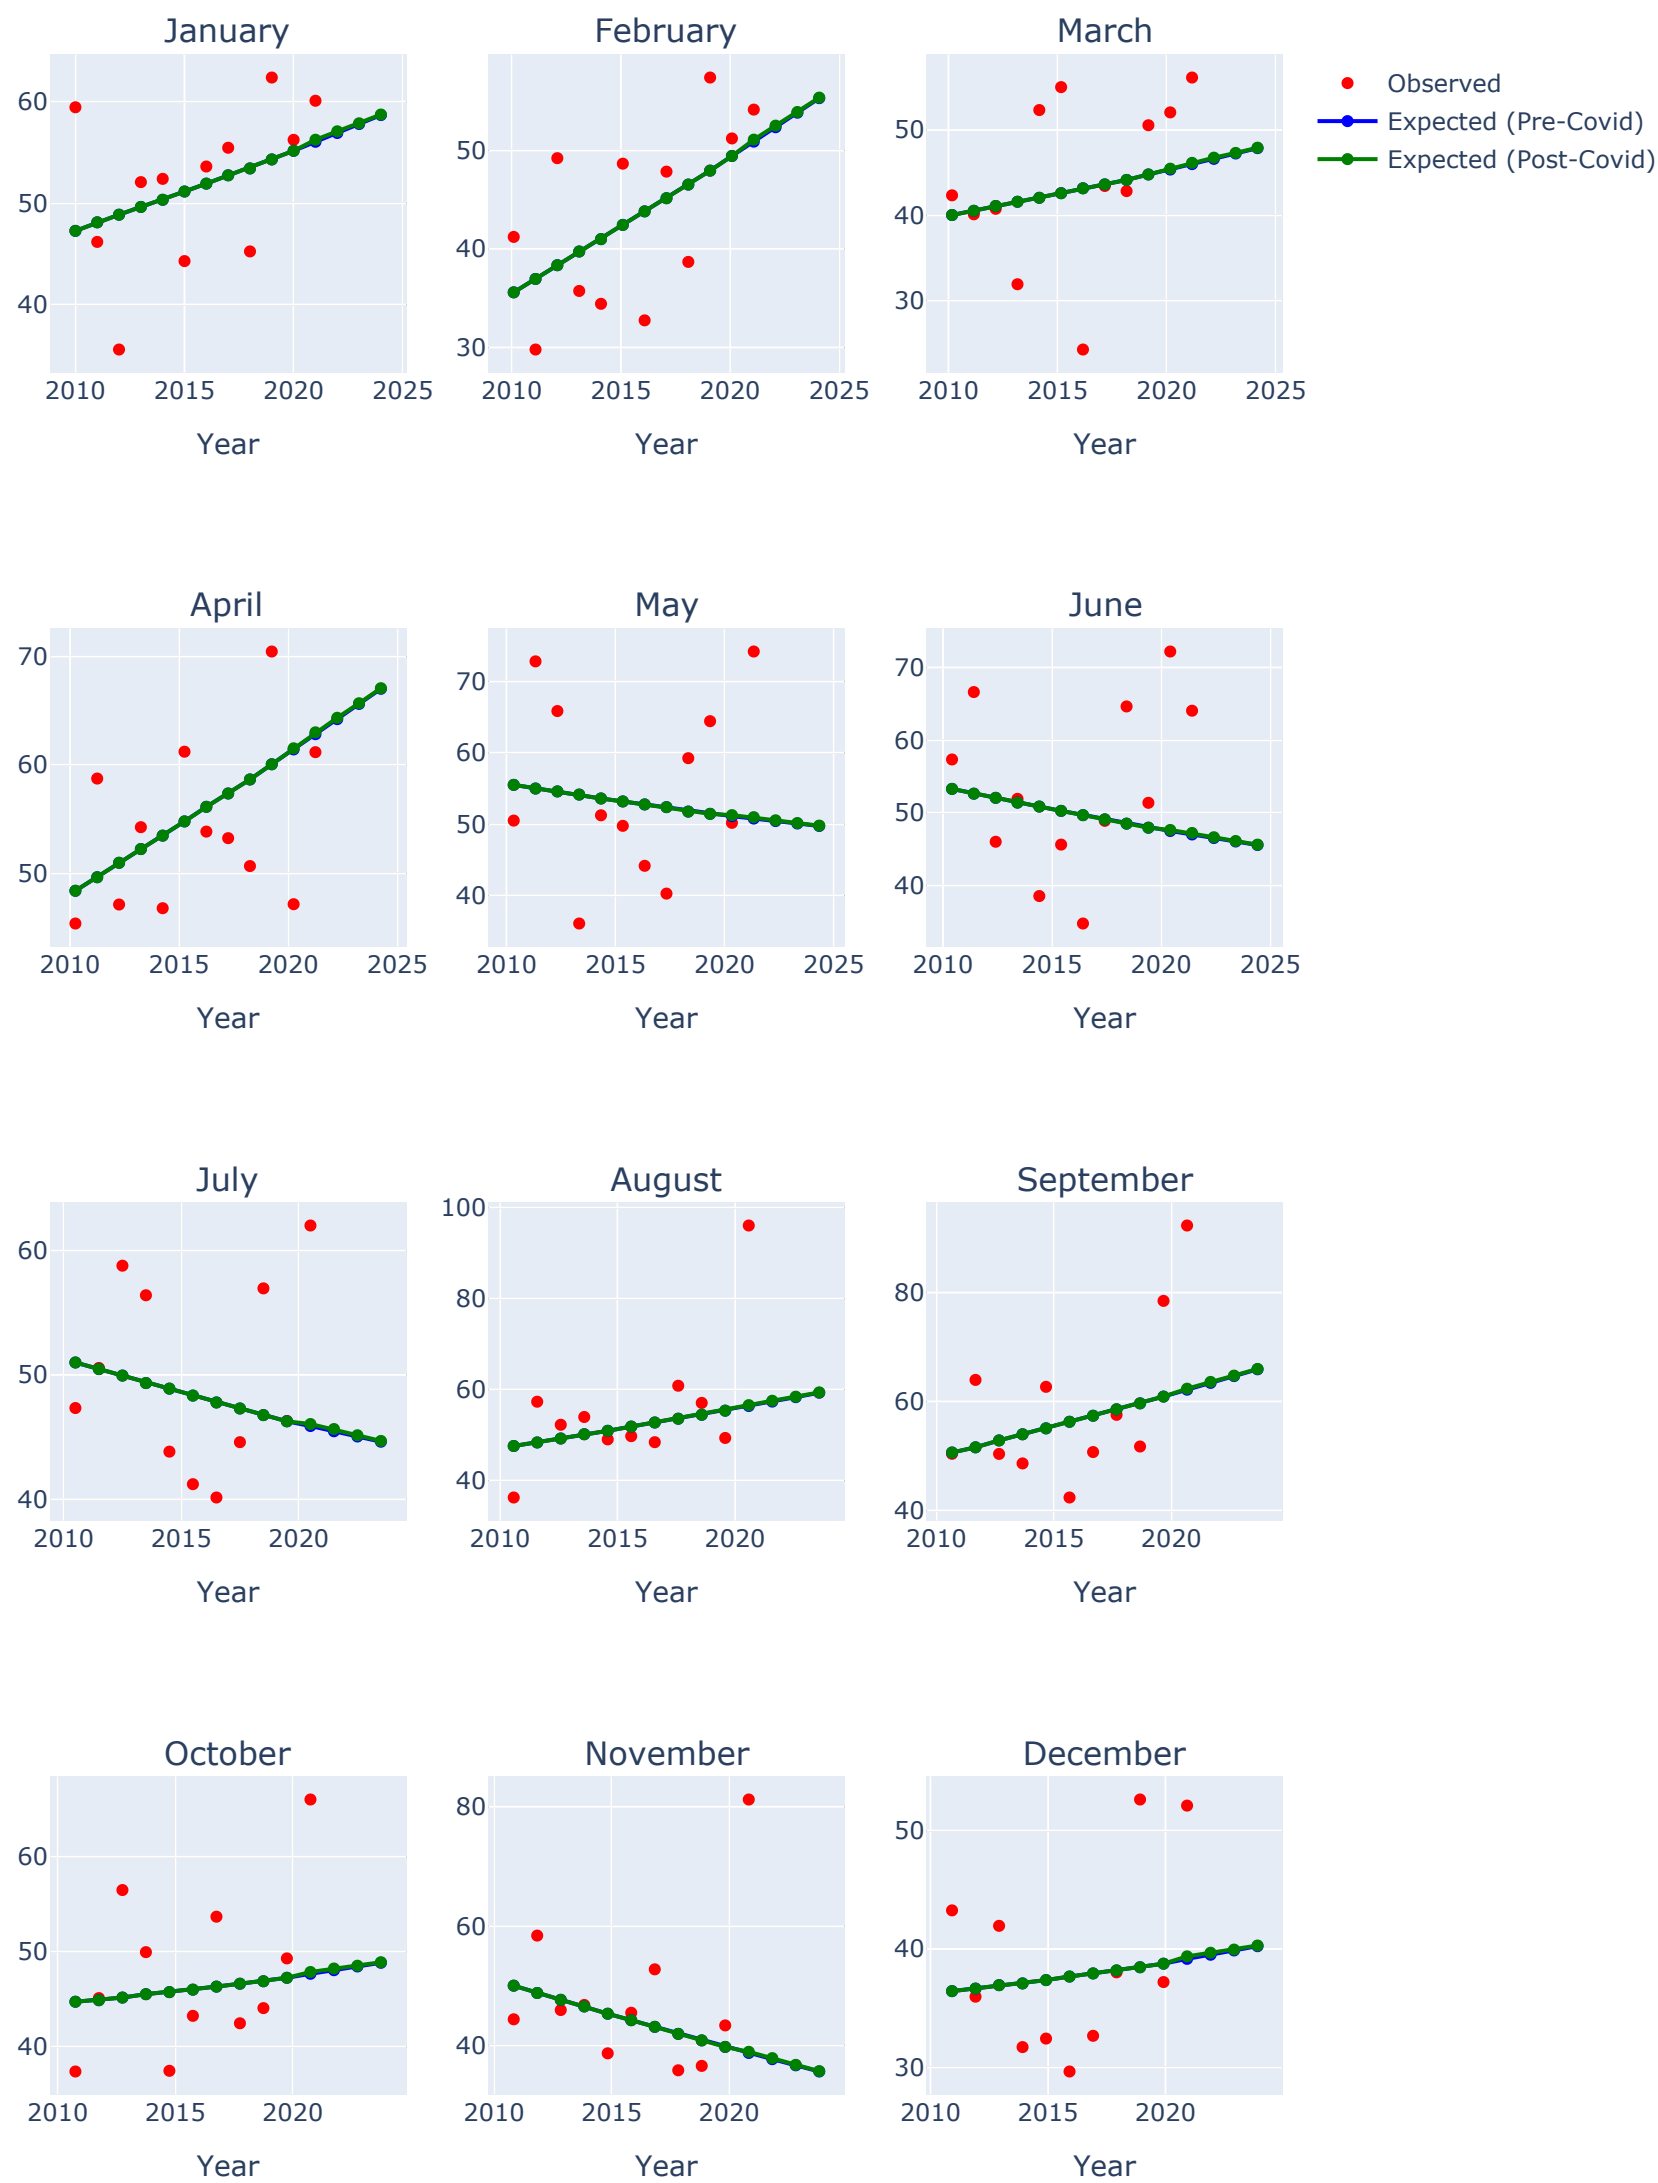 January February March
60
50
40
2010 2015 2020 2025
Year
50
40
30
2010 2015 2020 2025
Year
50
40
30
2010 2015 2020 2025
Year
Observed
Expected (Pre-Covid)
Expected (Post-Covid)
April May June
70
60
50
2010 2015 2020 2025
Year
70
60
50
40
2010 2015 2020 2025
Year
70
60
50
40
2010 2015 2020 2025
Year
July August September
60
50
40
2010 2015 2020
Year
100
80
60
40
2010 2015 2020
Year
80
60
40
2010 2015 2020
Year
October November December
60
50
40
2010 2015 2020
Year
80
60
40
2010 2015 2020
Year
50
40
30
2010 2015 2020
Year